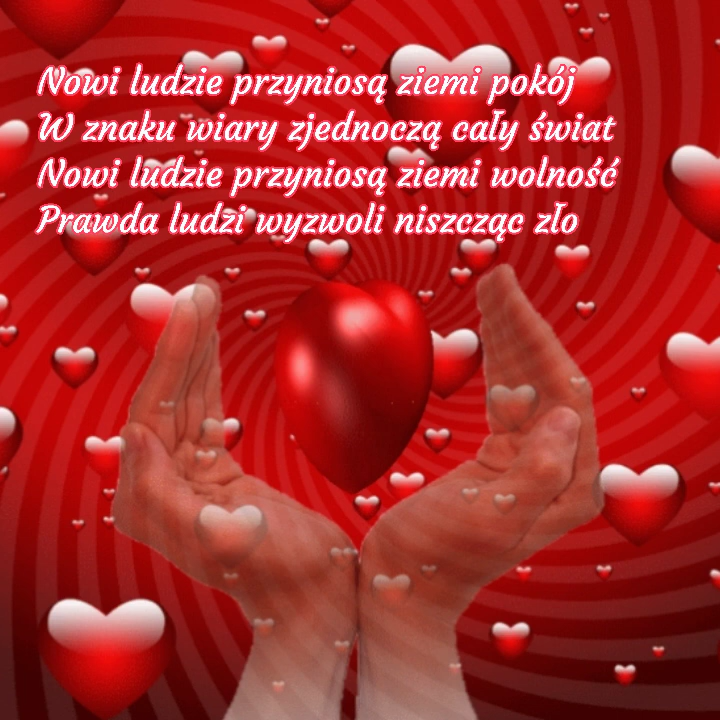 Nowi ludzie przyniosą ziemi pokój
W znaku wiary zjednoczą cały świat
Nowi ludzie przyniosą ziemi wolność
Prawda ludzi wyzwoli niszcząc zło